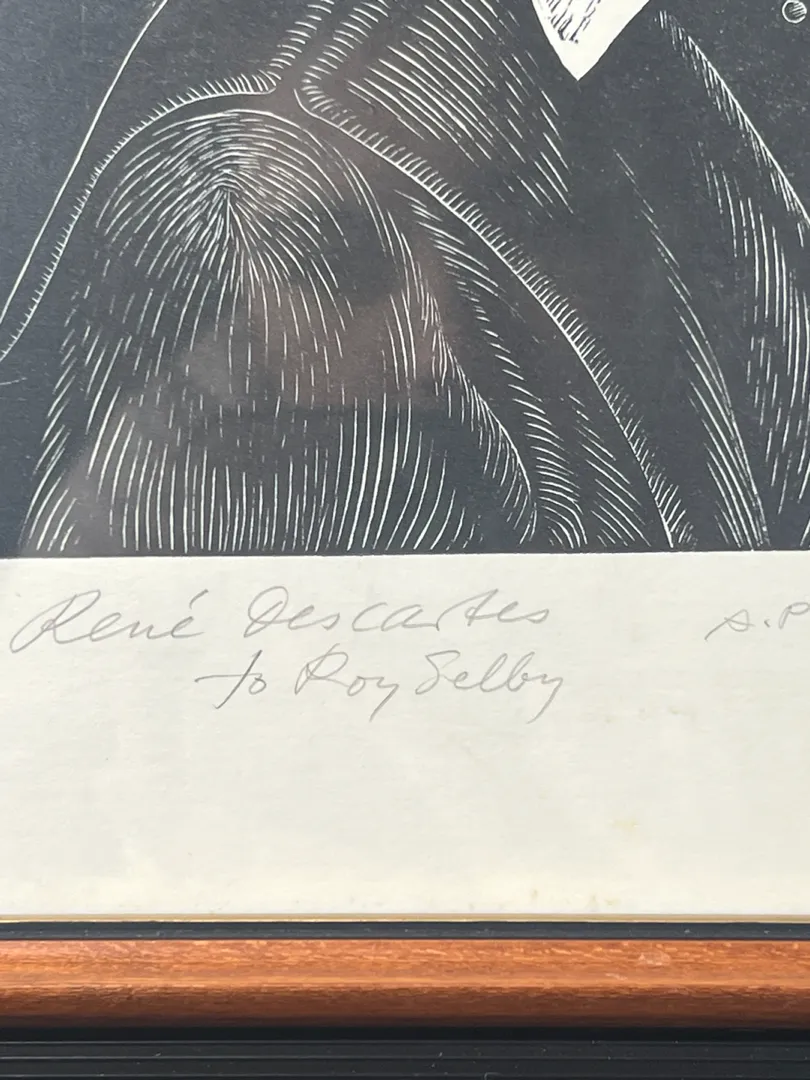 René Descartes A.P
to Roy Selby